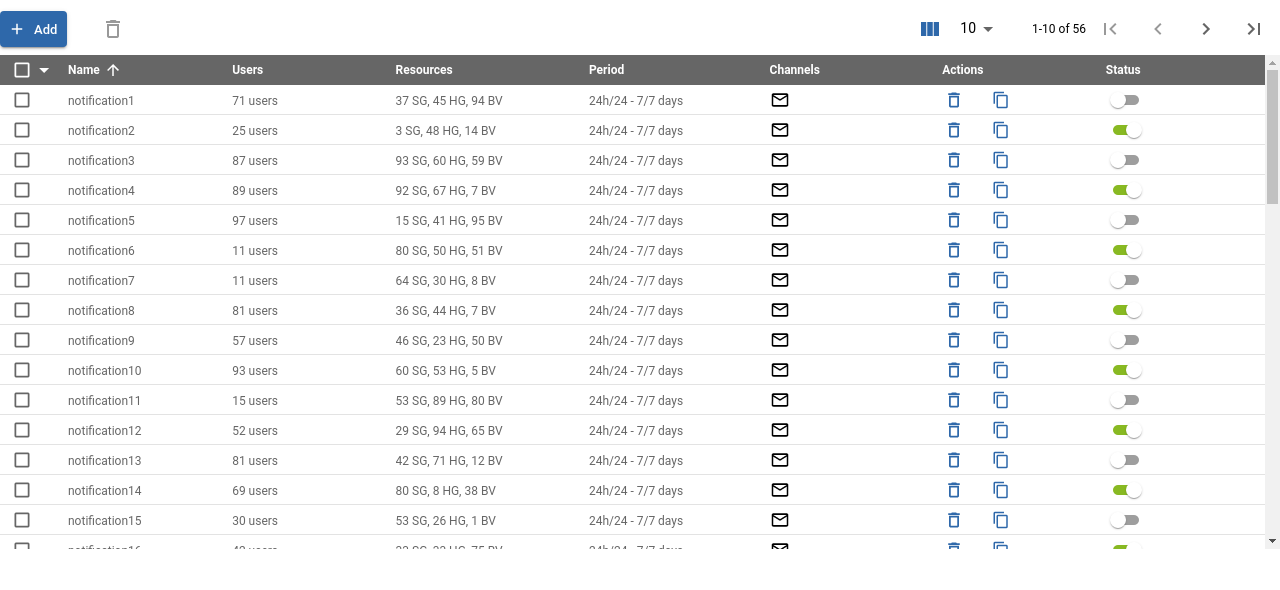 Add
10
1-10 of 56
Name Users Resources Period Channels Actions Status
notification1 71 users 37 SG, 45 HG, 94 BV 24h/24 - 7/7 days
notification2 25 users 3 SG, 48 HG, 14 BV 24h/24 - 7/7 days
notification3 87 users 93 SG, 60 HG, 59 BV 24h/24 - 7/7 days
notification4 89 users 92 SG, 67 HG, 7 BV 24h/24 - 7/7 days
notification5 97 users 15 SG, 41 HG, 95 BV 24h/24 - 7/7 days
notification6 11 users 80 SG, 50 HG, 51 BV 24h/24 - 7/7 days
notification7 11 users 64 SG, 30 HG, 8 BV 24h/24 - 7/7 days
notification8 81 users 36 SG, 44 HG, 7 BV 24h/24 - 7/7 days
notification9 57 users 46 SG, 23 HG, 50 BV 24h/24 - 7/7 days
notification10 93 users 60 SG, 53 HG, 5 BV 24h/24 - 7/7 days
notification11 15 users 53 SG, 89 HG, 80 BV 24h/24 - 7/7 days
notification12 52 users 29 SG, 94 HG, 65 BV 24h/24 - 7/7 days
notification13 81 users 42 SG, 71 HG, 12 BV 24h/24 - 7/7 days
notification14 69 users 80 SG, 8 HG, 38 BV 24h/24 - 7/7 days
notification15 30 users 53 SG, 26 HG, 1 BV 24h/24 - 7/7 days